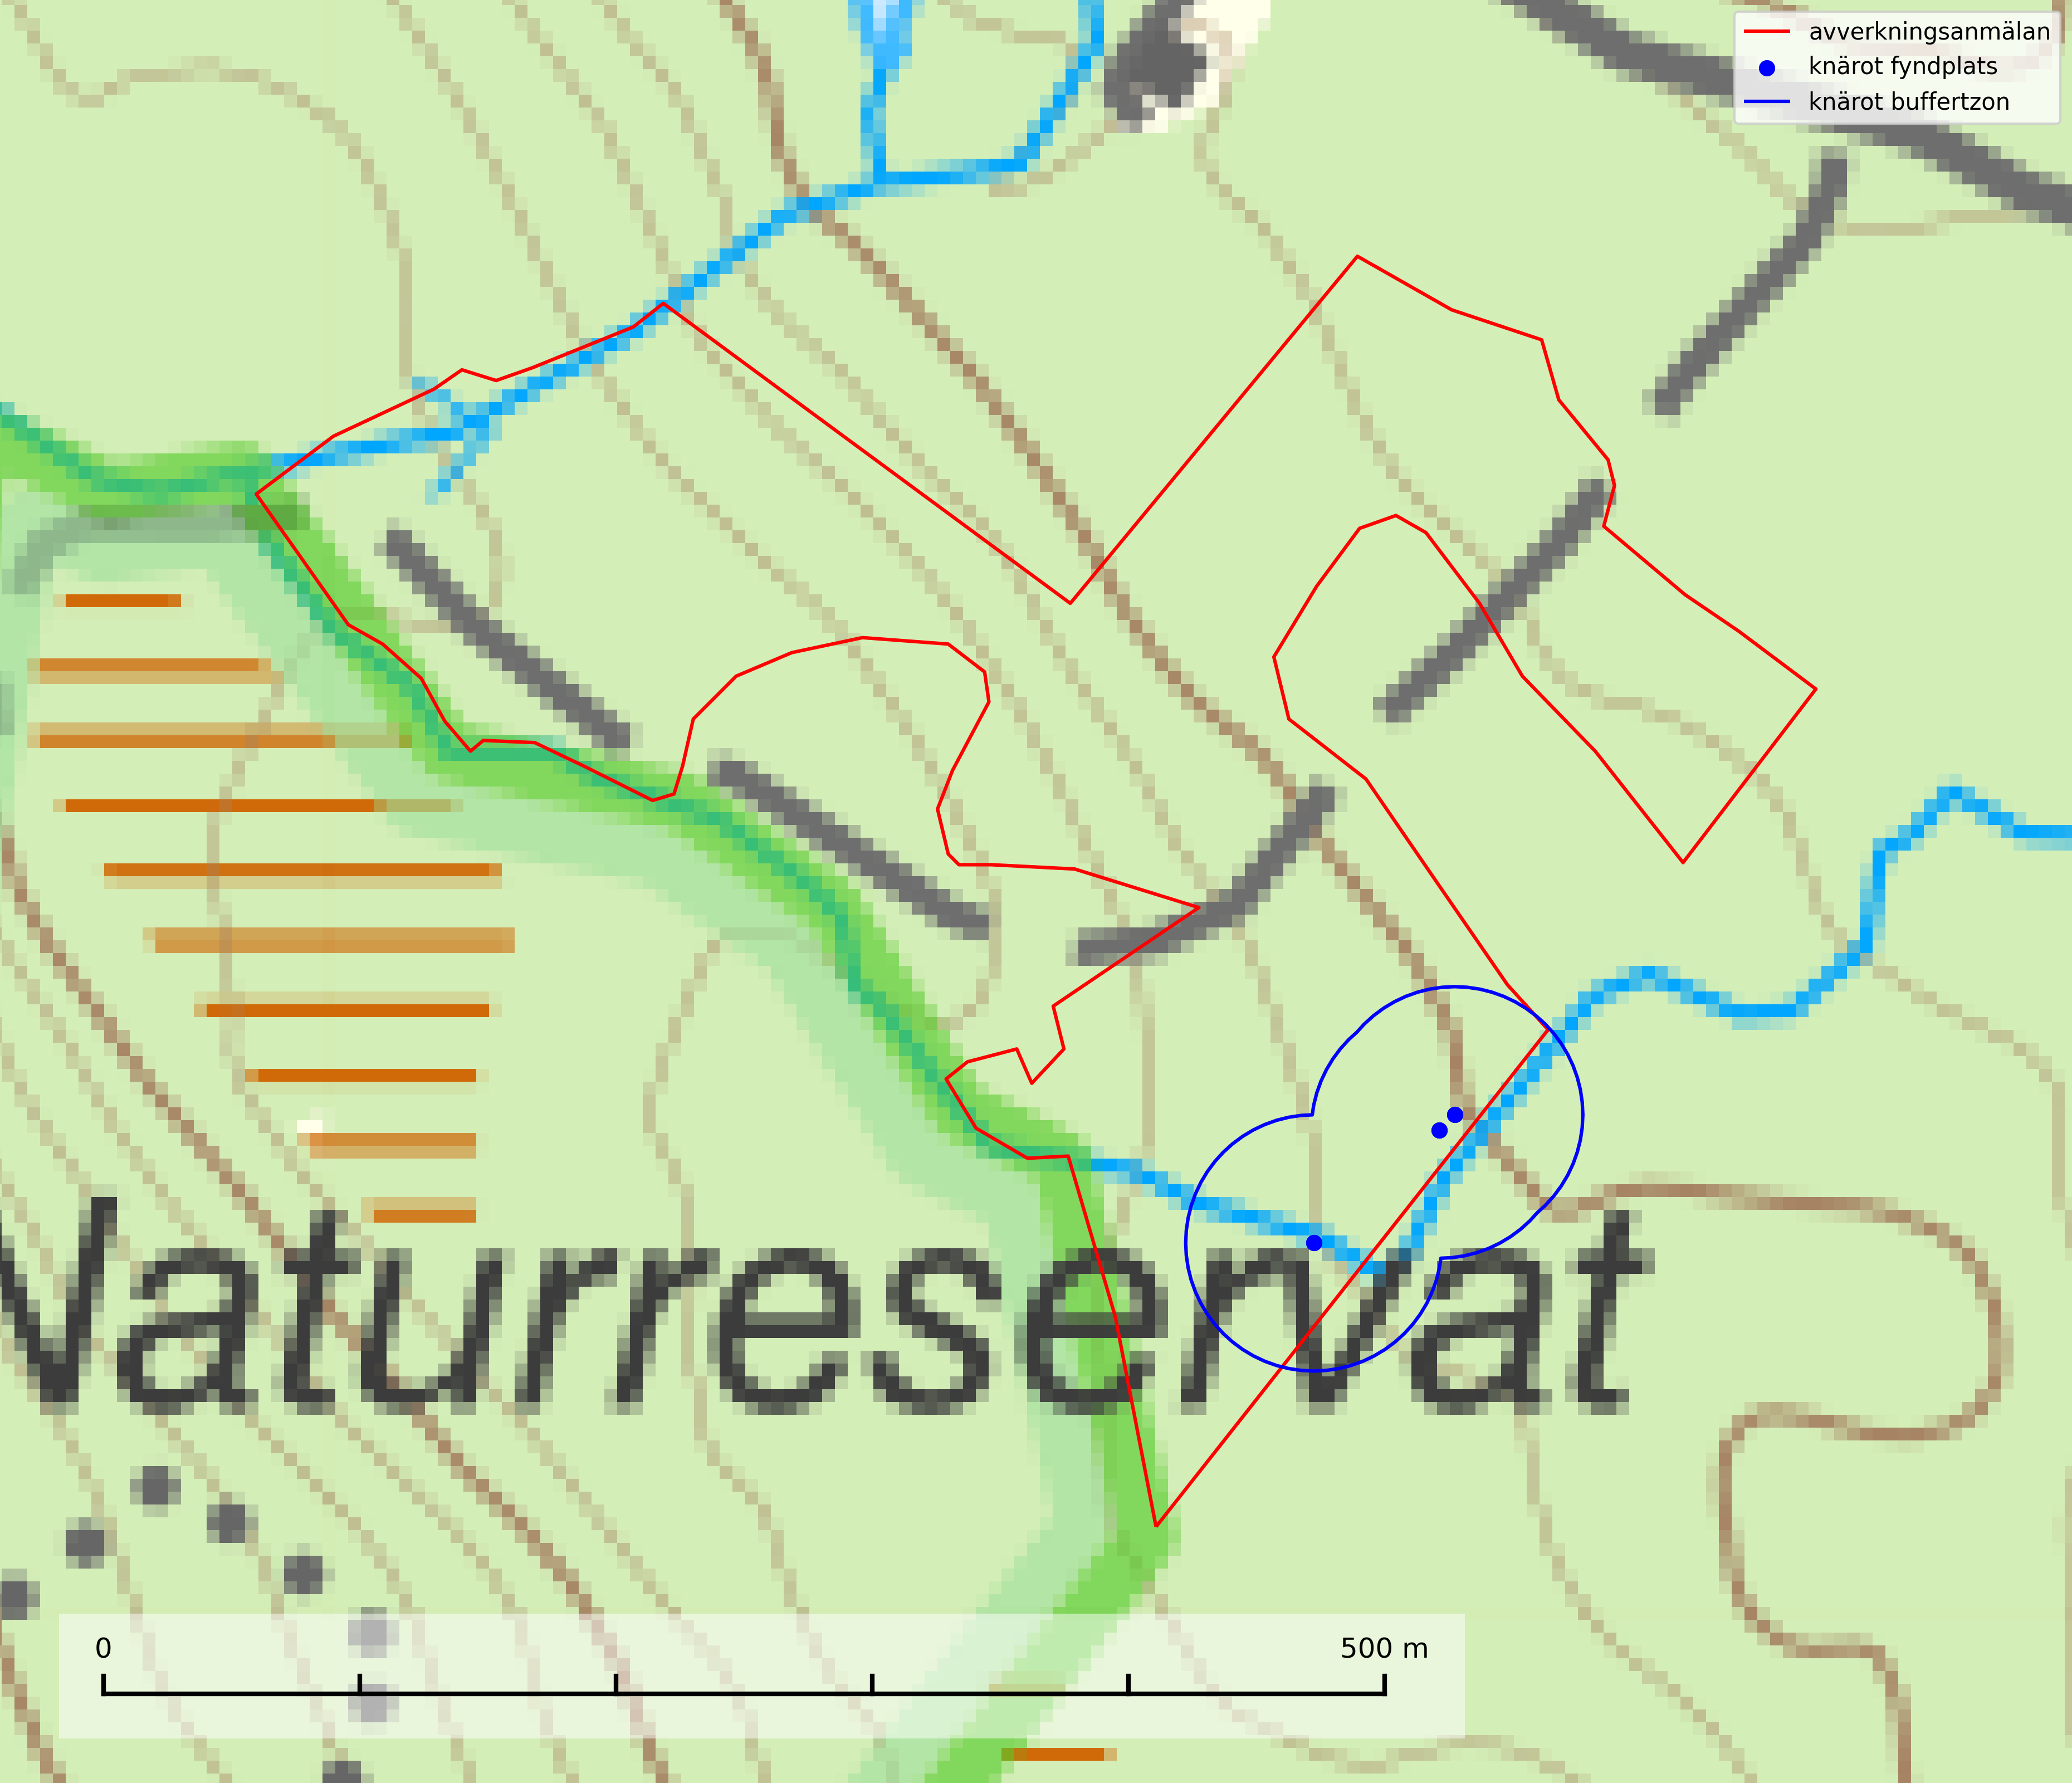 avverkningsanmälan
knärot fyndplats
knärot buffertzon
Naturreservat
0 500 m